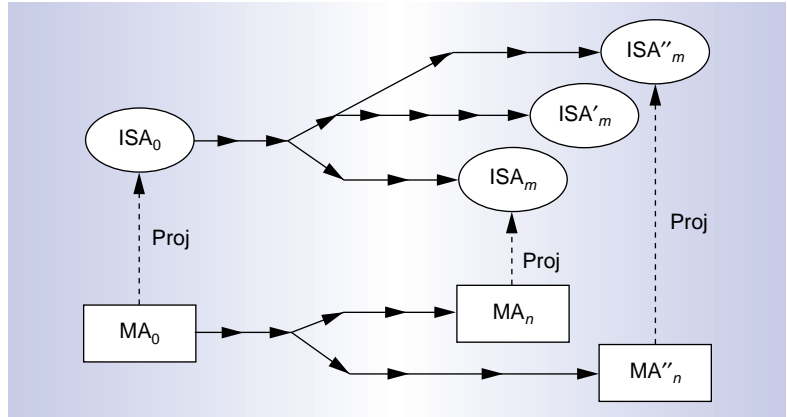 ISA″ₘ
ISA′ₘ
ISA₀
ISAₘ
Proj
Proj
Proj
MAₙ
MA₀
MA″ₙ